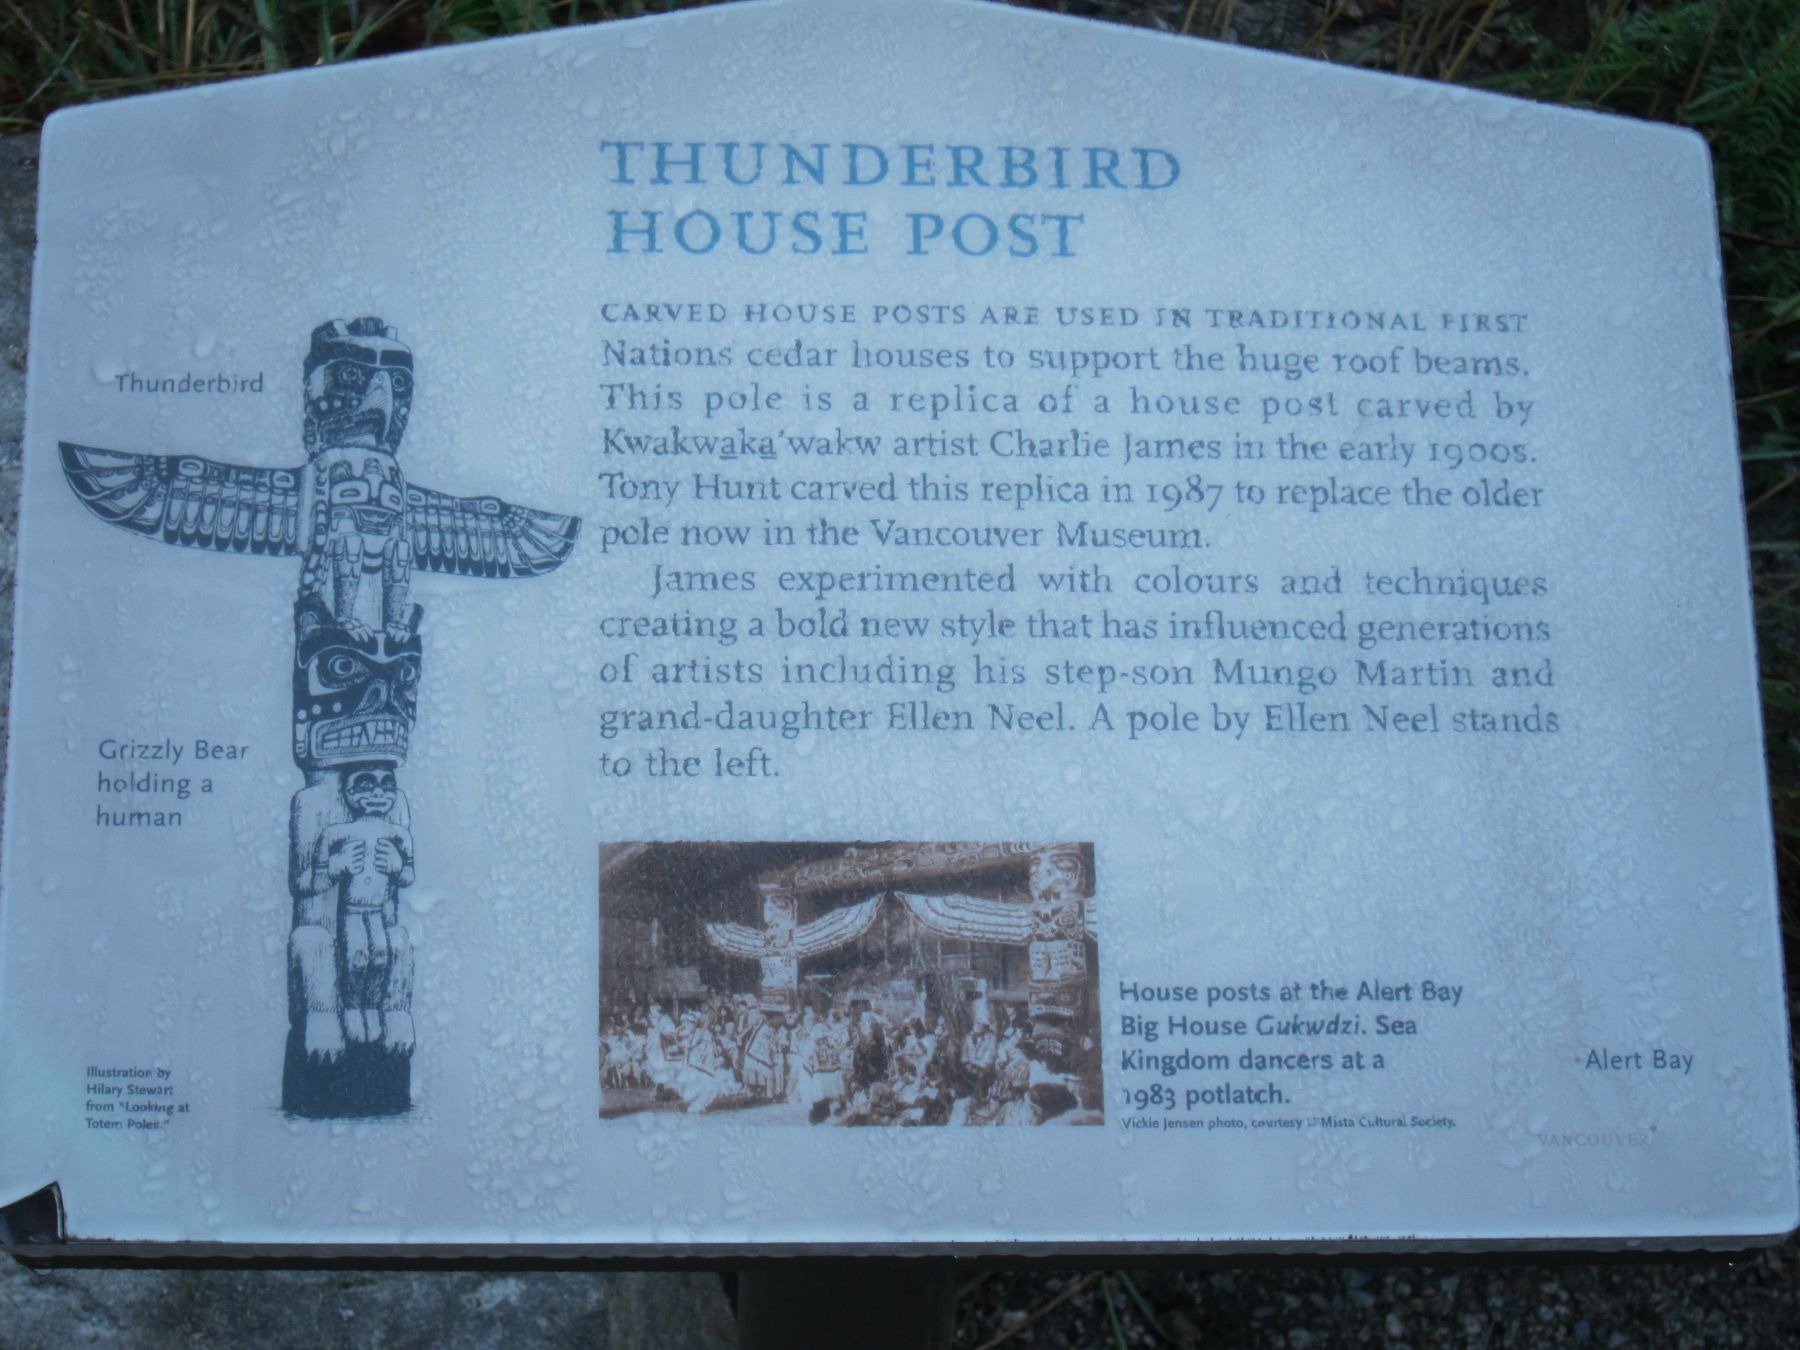 THUNDERBIRD
HOUSE POST
CARVED HOUSE POSTS ARE USED IN TRADITIONAL FIRST
Nations cedar houses to support the huge roof beams.
This pole is a replica of a house post carved by
Kwakwa̲ka̲'wakw artist Charlie James in the early 1900s.
Tony Hunt carved this replica in 1987 to replace the older
pole now in the Vancouver Museum.
James experimented with colours and techniques
creating a bold new style that has influenced generations
of artists including his step-son Mungo Martin and
grand-daughter Ellen Neel. A pole by Ellen Neel stands
to the left.
Thunderbird
Grizzly Bear
holding a
human
Illustration by
Hilary Stewart
from "Looking at
Totem Poles."
House posts at the Alert Bay
Big House Gukwdzi. Sea
Kingdom dancers at a
1983 potlatch.
Vickie Jensen photo, courtesy U'Mista Cultural Society.
Alert Bay
VANCOUVER